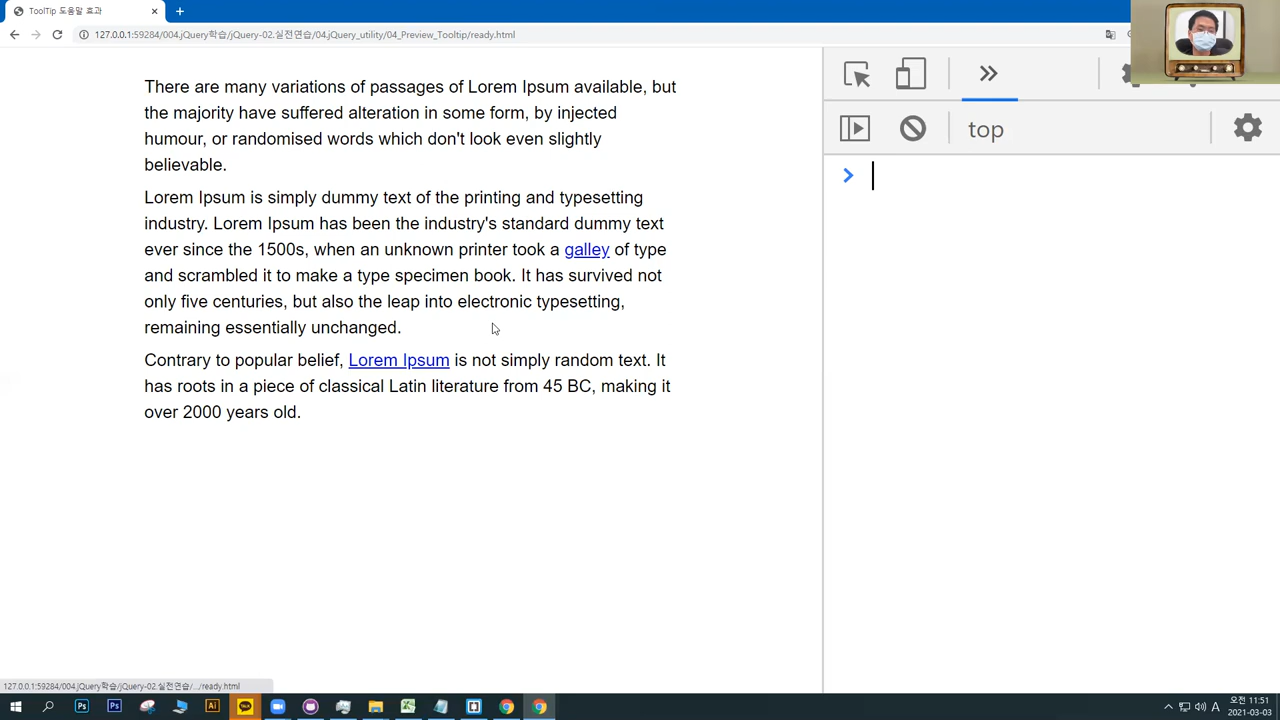 ToolTip 도움말 효과
127.0.0.1:59284/004.jQuery학습/jQuery-02.실전연습/04.jQuery_utility/04_Preview_Tooltip/ready.html
There are many variations of passages of Lorem Ipsum available, but
the majority have suffered alteration in some form, by injected
humour, or randomised words which don't look even slightly
believable.
Lorem Ipsum is simply dummy text of the printing and typesetting
industry. Lorem Ipsum has been the industry's standard dummy text
ever since the 1500s, when an unknown printer took a galley of type
and scrambled it to make a type specimen book. It has survived not
only five centuries, but also the leap into electronic typesetting,
remaining essentially unchanged.
Contrary to popular belief, Lorem Ipsum is not simply random text. It
has roots in a piece of classical Latin literature from 45 BC, making it
over 2000 years old.
top
127.0.0.1:59284/004.jQuery학습/jQuery-02.실전연습/.../ready.html
Ps
Ps
Ai
TALK
A
오전 11:51
2021-03-03